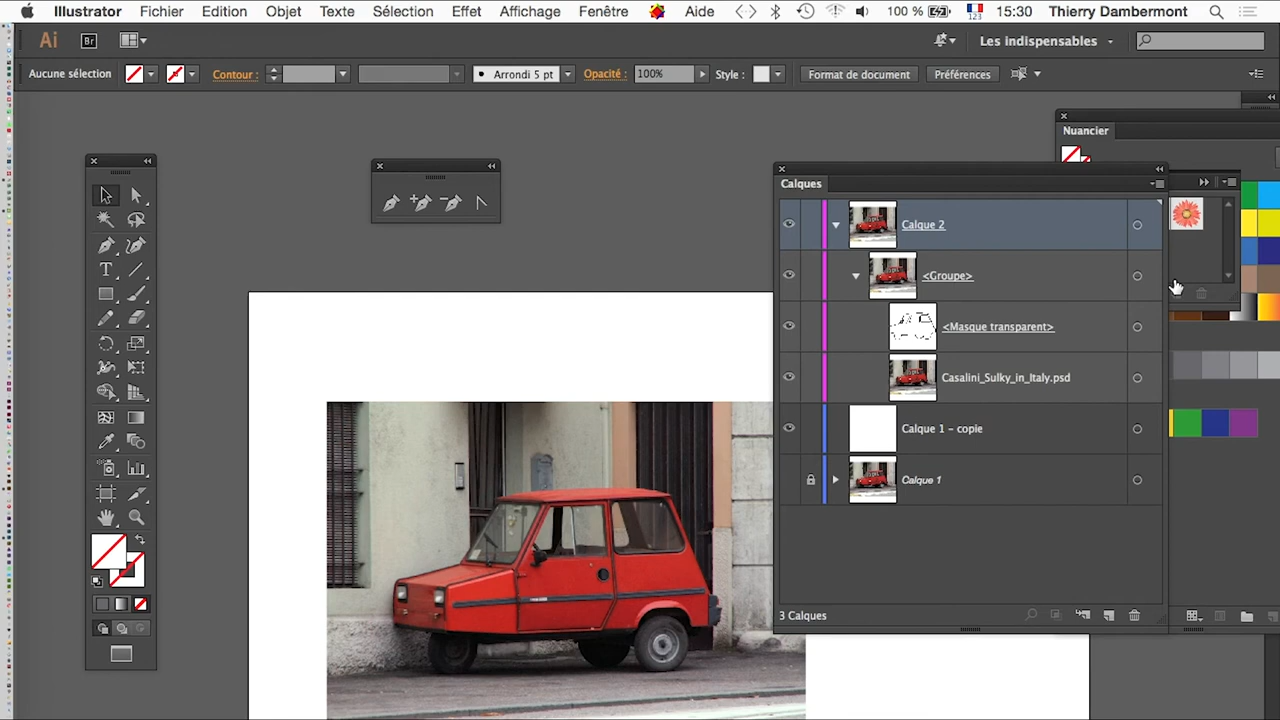 Illustrator Fichier Edition Objet Texte Sélection Effet Affichage Fenêtre Aide 100 % 123 15:30 Thierry Dambermont
Ai Br Les indispensables
Aucune sélection Contour : Arrondi 5 pt Opacité : 100% Style : Format de document Préférences
Nuancier
Calques
Calque 2
<Groupe>
<Masque transparent>
Casalini_Sulky_in_Italy.psd
Calque 1 - copie
Calque 1
3 Calques